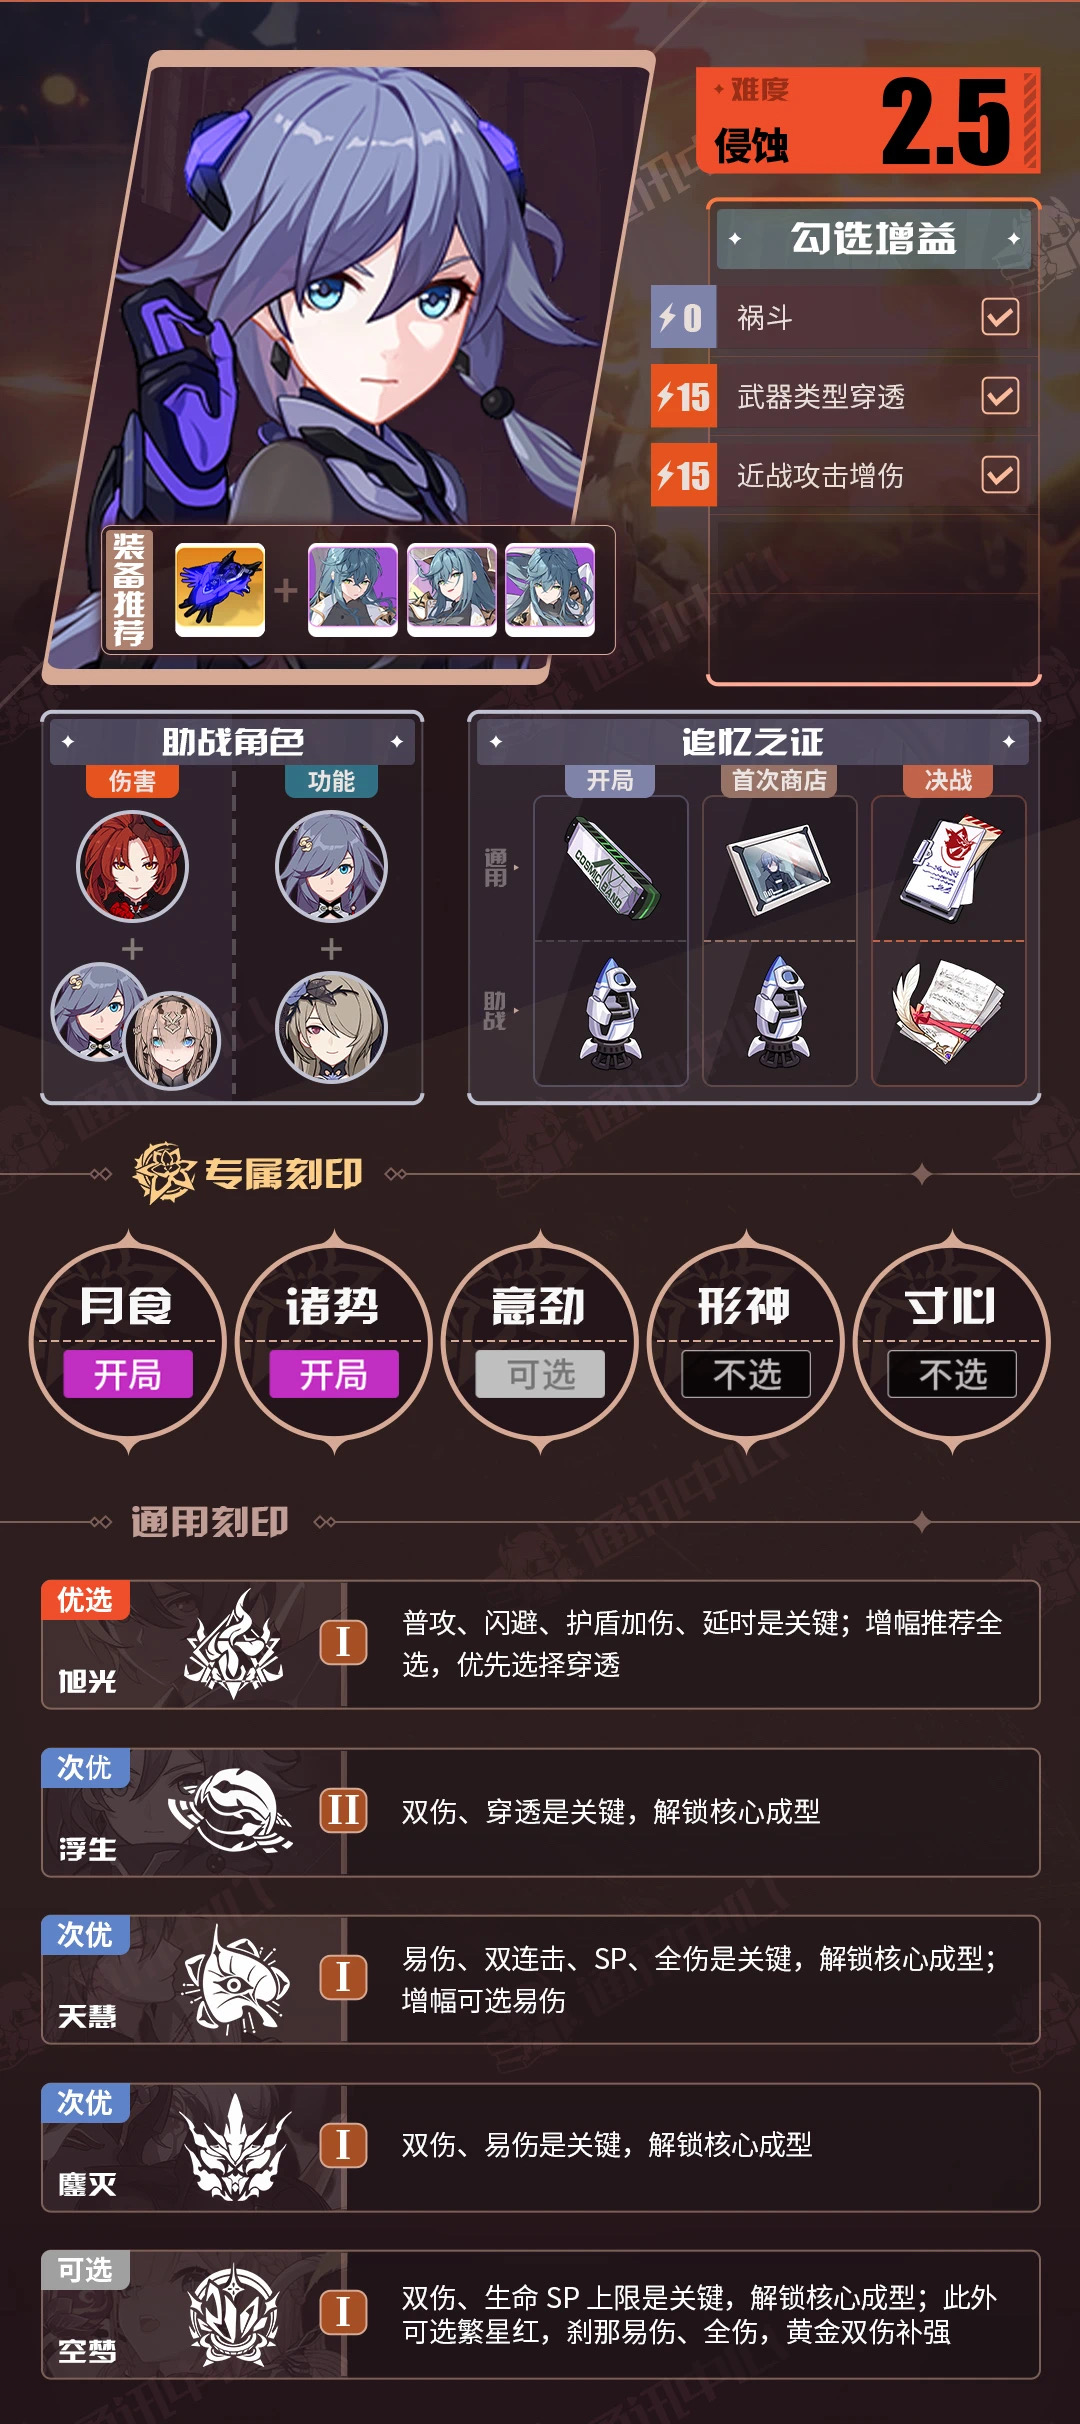 难度
侵蚀
2.5
勾选增益
0
祸斗
15
武器类型穿透
15
近战攻击增伤
装备推荐
助战角色
伤害
功能
追忆之证
开局
首次商店
决战
通用
COSMIC BAND
助战
专属刻印
月食
开局
诸势
开局
意劲
可选
形神
不选
寸心
不选
通用刻印
优选
旭光
I
普攻、闪避、护盾加伤、延时是关键；增幅推荐全
选，优先选择穿透
次优
浮生
II
双伤、穿透是关键，解锁核心成型
次优
天慧
I
易伤、双连击、SP、全伤是关键，解锁核心成型；
增幅可选易伤
次优
鏖灭
I
双伤、易伤是关键，解锁核心成型
可选
空梦
I
双伤、生命 SP 上限是关键，解锁核心成型；此外
可选繁星红，刹那易伤、全伤，黄金双伤补强
通讯中心